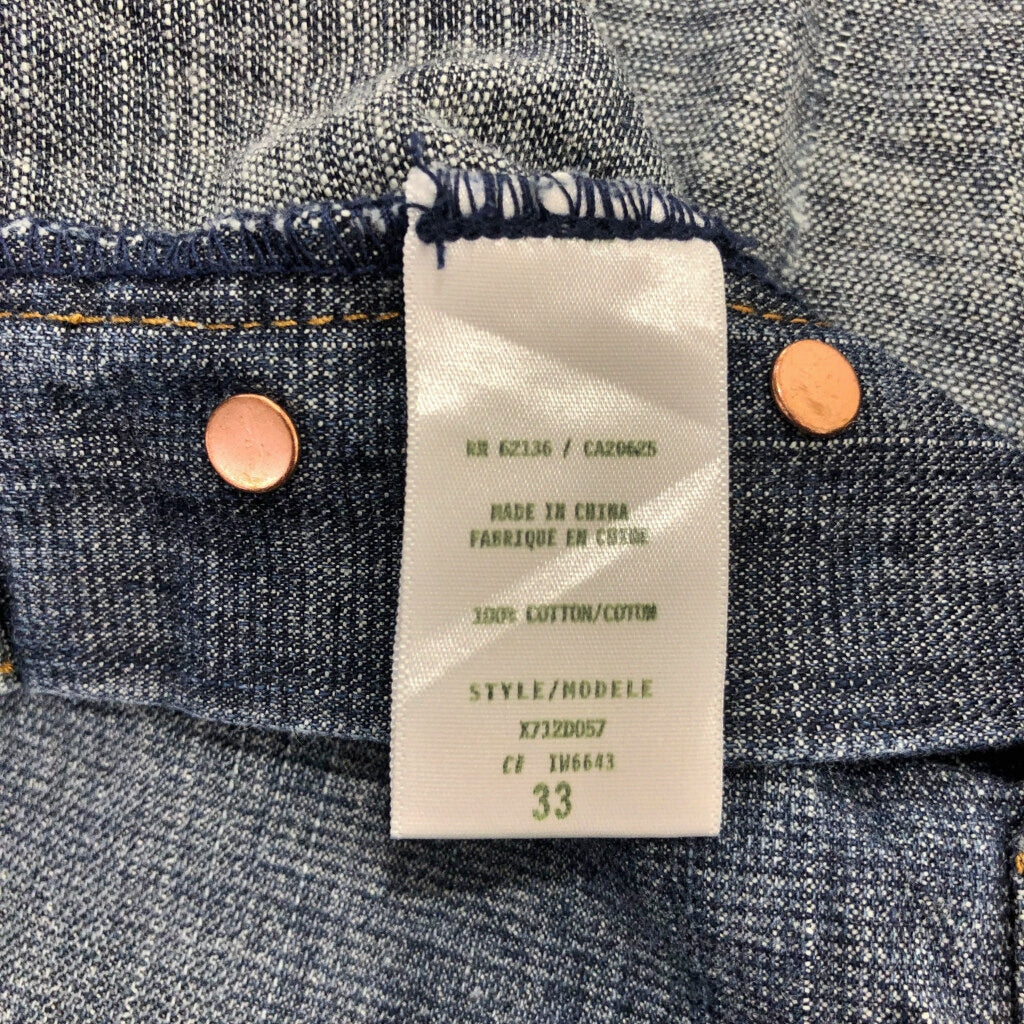 RN 62136 / CA20625
MADE IN CHINA
FABRIQUE EN CHINE
100% COTTON/COTON
STYLE/MODELE
X712D057
C# IW6643
33